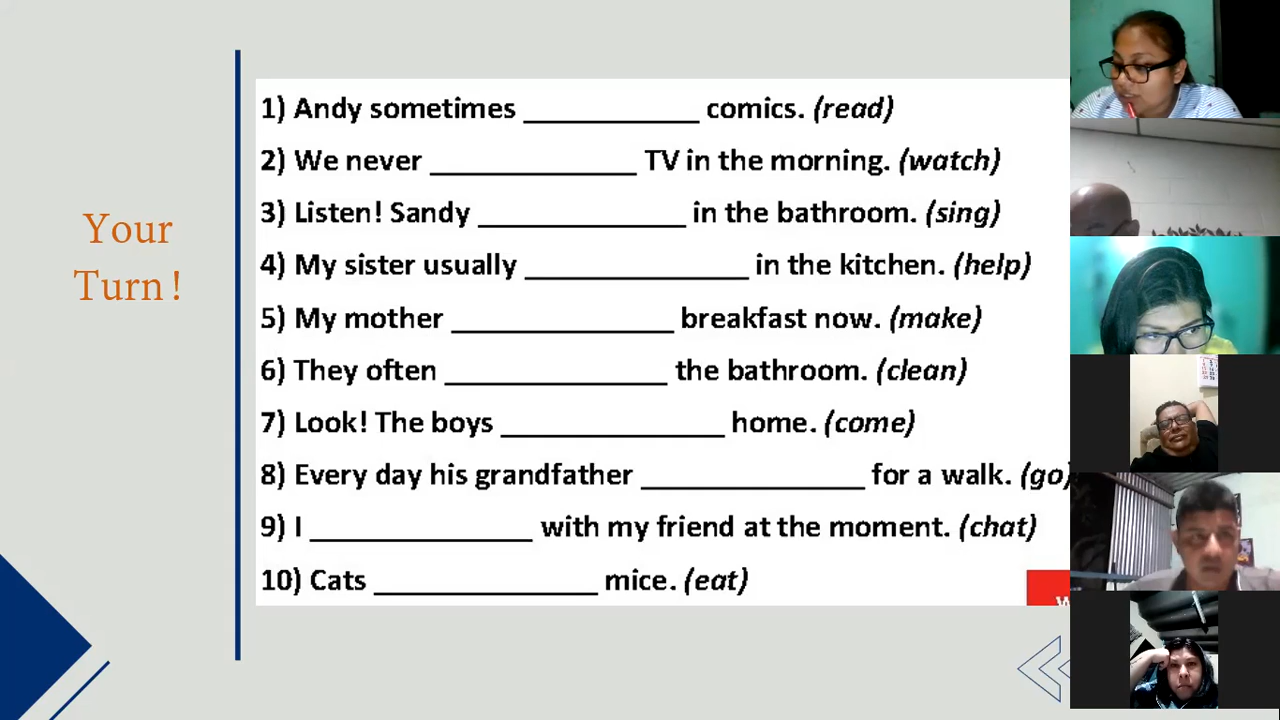 Your
Turn!
1) Andy sometimes ____________ comics. (read)
2) We never ______________ TV in the morning. (watch)
3) Listen! Sandy ______________ in the bathroom. (sing)
4) My sister usually _______________ in the kitchen. (help)
5) My mother _______________ breakfast now. (make)
6) They often _______________ the bathroom. (clean)
7) Look! The boys _______________ home. (come)
8) Every day his grandfather _______________ for a walk. (go)
9) I _______________ with my friend at the moment. (chat)
10) Cats _______________ mice. (eat)